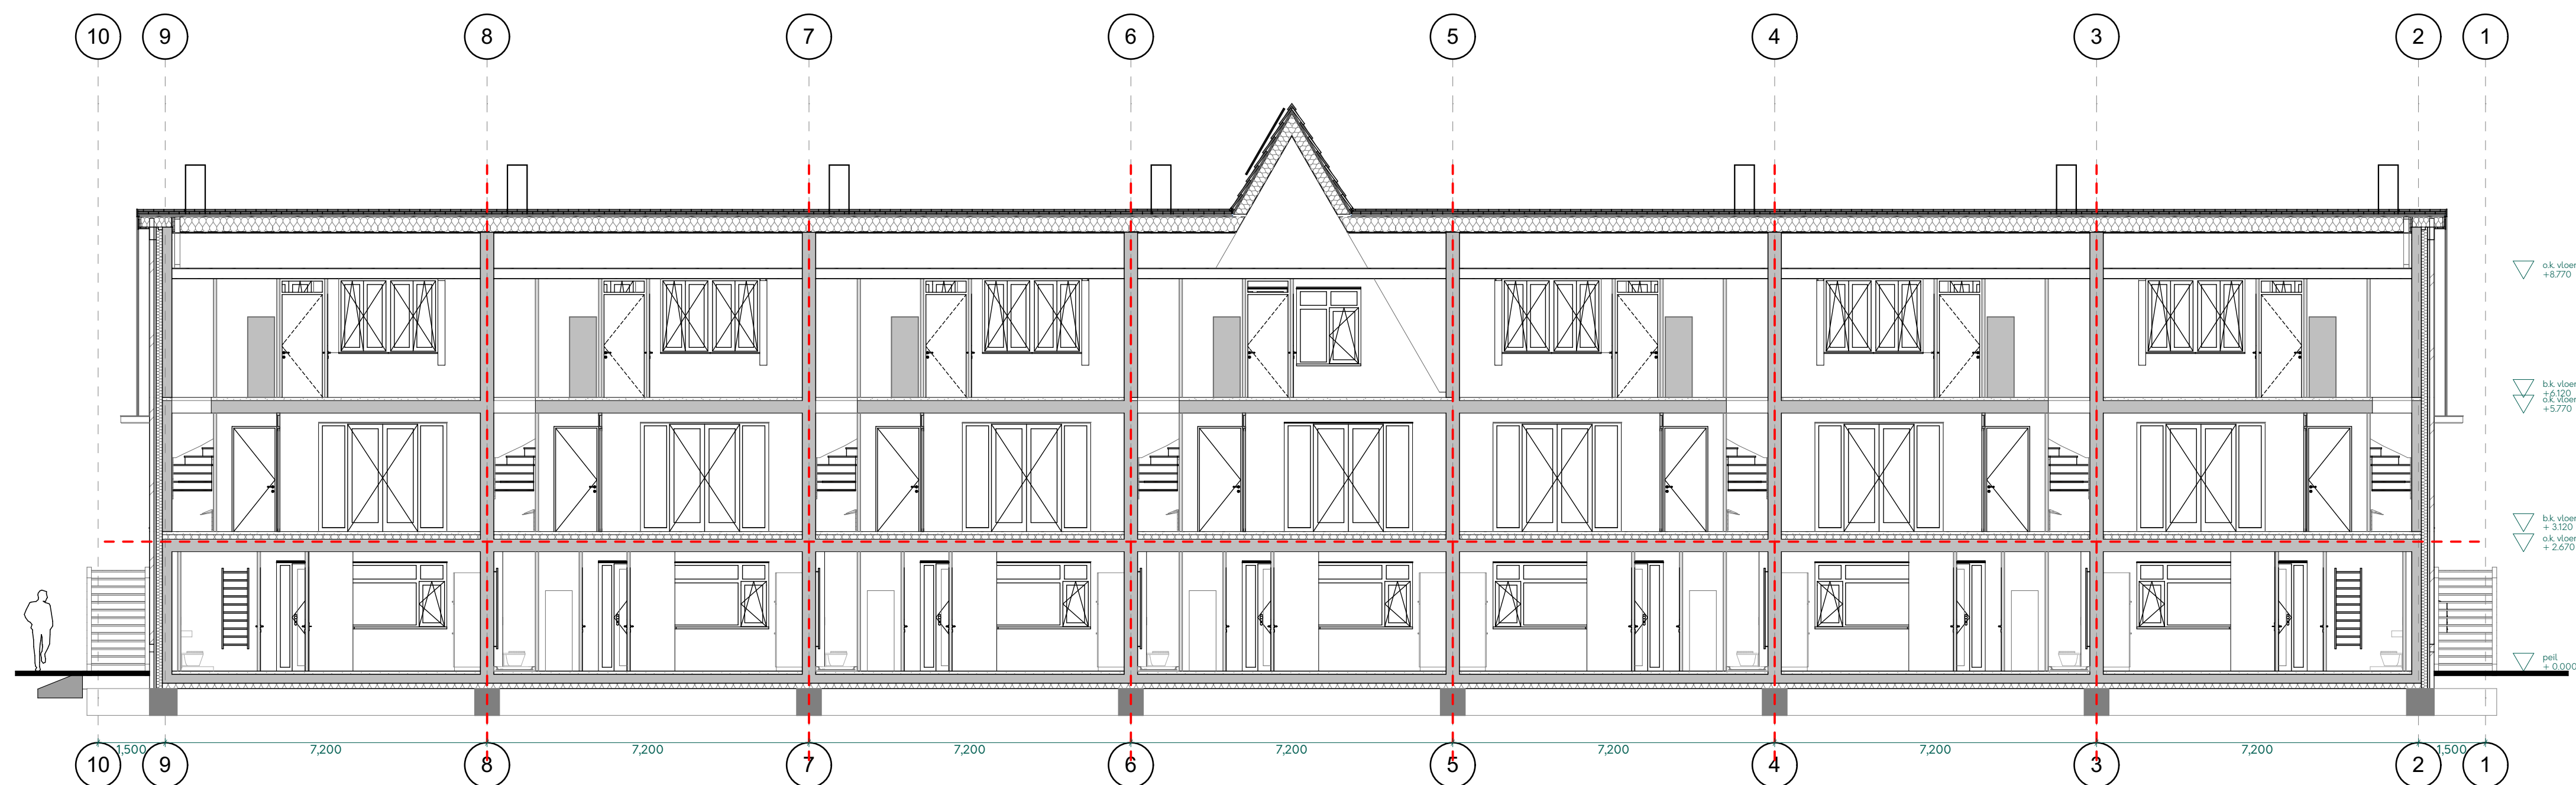 10 9 8 7 6 5 4 3 2 1
o.k. vloer
+8.770
b.k. vloer
+6.120
o.k. vloer
+5.770
b.k. vloer
+ 3.120
o.k. vloer
+ 2.670
peil
+ 0.000
1,500 7,200 7,200 7,200 7,200 7,200 7,200 7,200 1,500
10 9 8 7 6 5 4 3 2 1